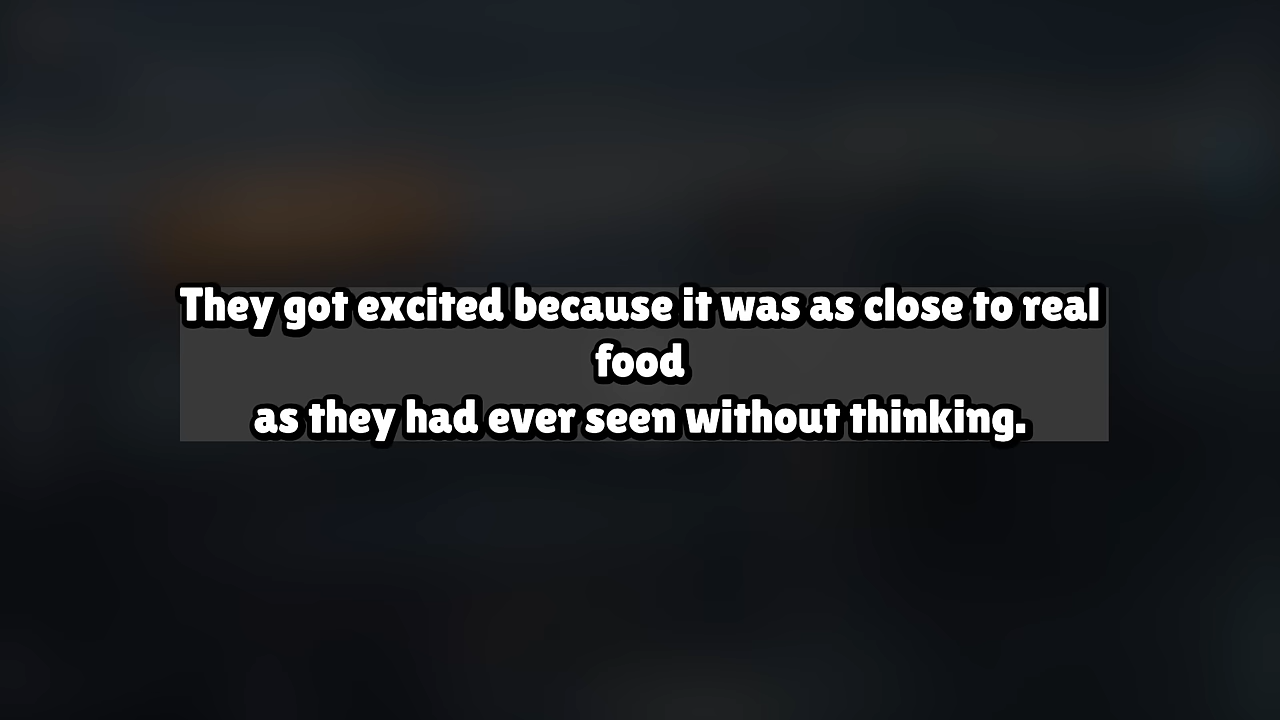 They got excited because it was as close to real
food
as they had ever seen without thinking.